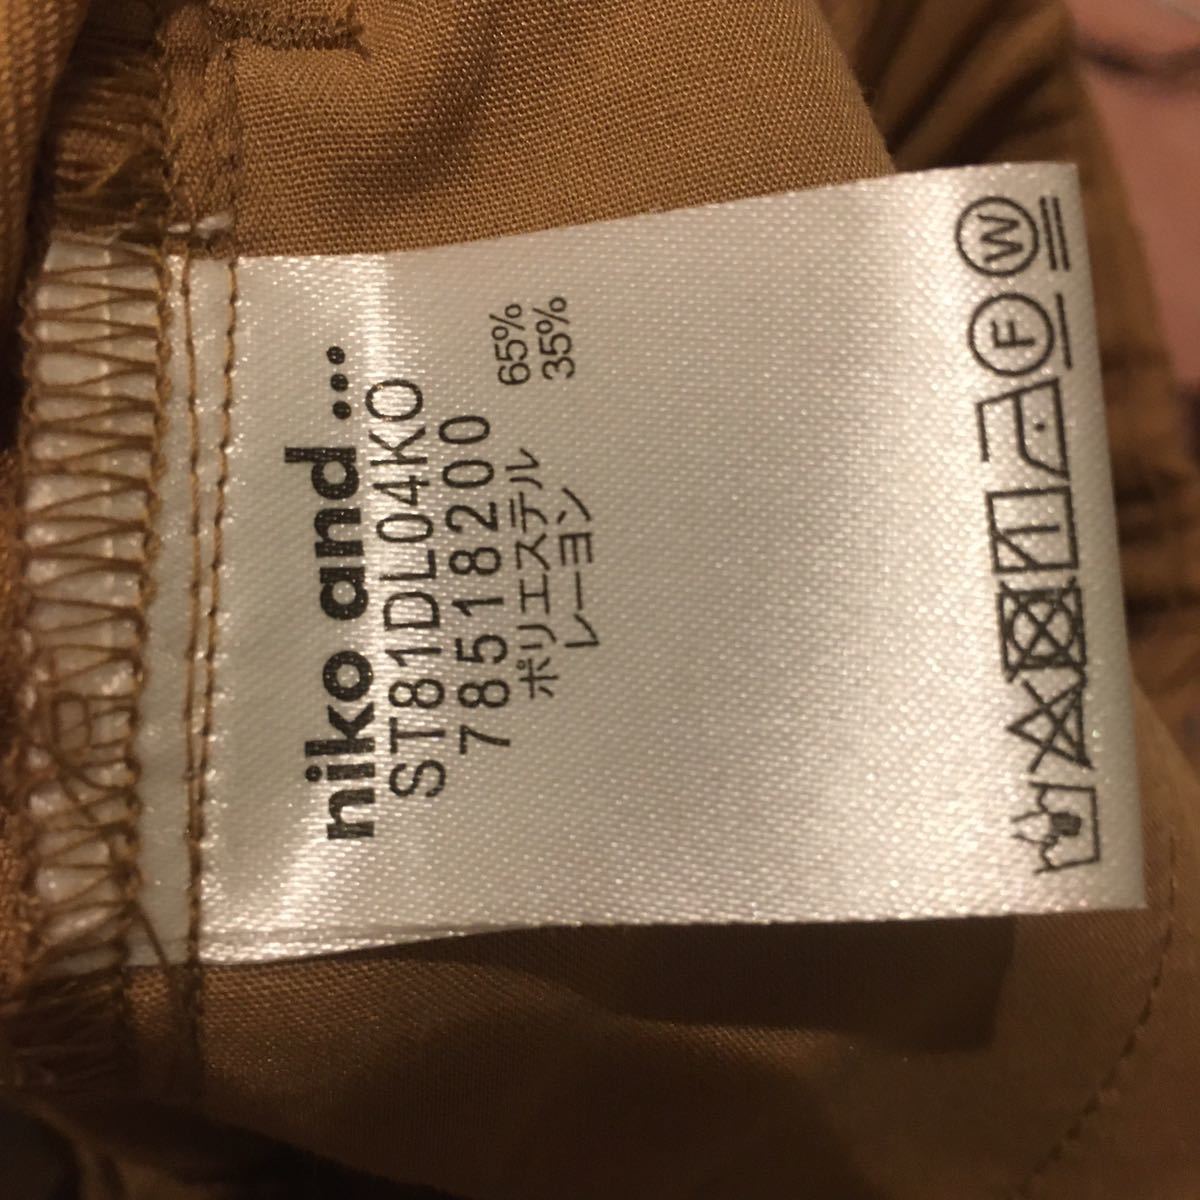 niko and ...
ST81DL04KO
78518200
ポリエステル 65%
レーヨン 35%
F W